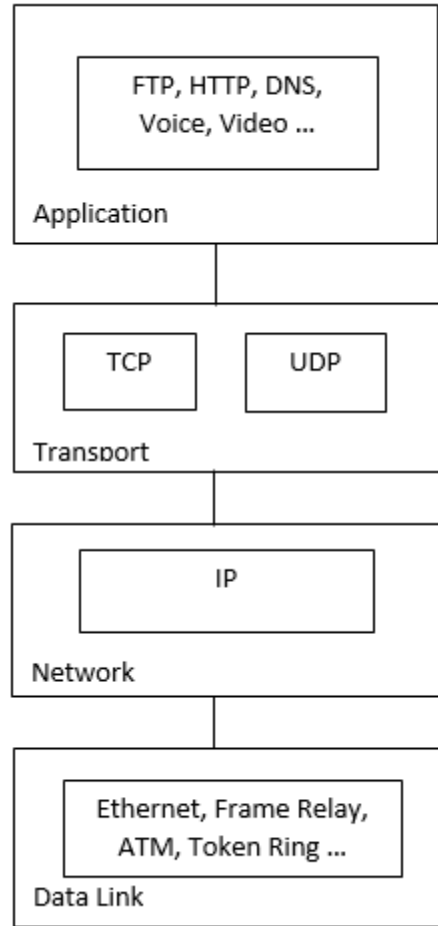 FTP, HTTP, DNS,
Voice, Video ...
Application
TCP
UDP
Transport
IP
Network
Ethernet, Frame Relay,
ATM, Token Ring ...
Data Link